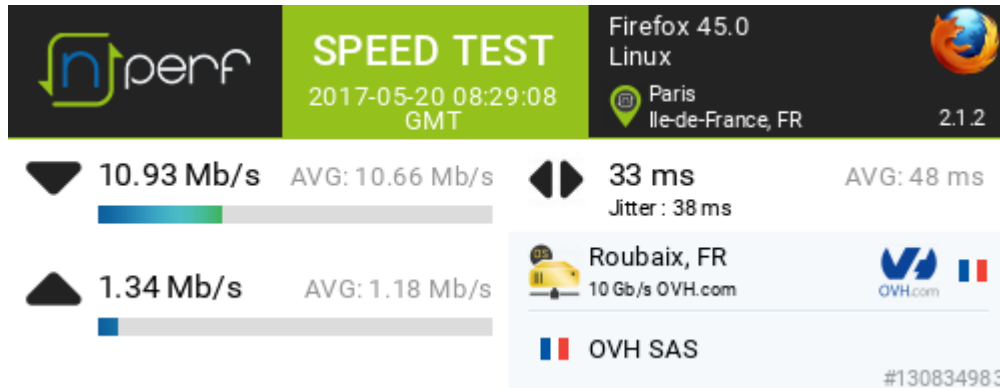 nperf
SPEED TEST
2017-05-20 08:29:08
GMT
Firefox 45.0
Linux
Paris
Ile-de-France, FR
2.1.2
10.93 Mb/s AVG: 10.66 Mb/s
33 ms AVG: 48 ms
Jitter : 38 ms
1.34 Mb/s AVG: 1.18 Mb/s
Roubaix, FR
10 Gb/s OVH.com
OVH.com
OVH SAS
#130834983